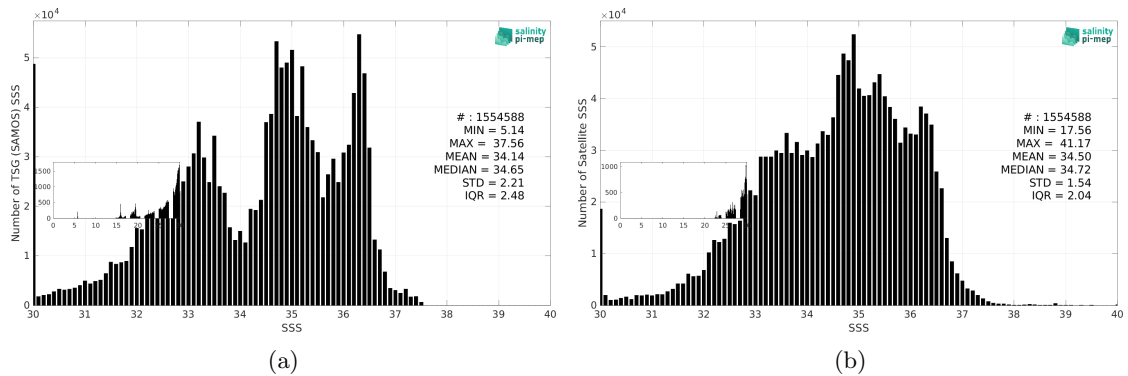 ×10⁴
5
4
3
2
1
0
Number of TSG (SAMOS) SSS
salinity
pi-mep
# : 1554588
MIN = 5.14
MAX = 37.56
MEAN = 34.14
MEDIAN = 34.65
STD = 2.21
IQR = 2.48
1500
1000
500
0
0 5 10 15 20 25 30
30 31 32 33 34 35 36 37 38 39 40
SSS
(a)
×10⁴
5
4
3
2
1
0
Number of Satellite SSS
salinity
pi-mep
# : 1554588
MIN = 17.56
MAX = 41.17
MEAN = 34.50
MEDIAN = 34.72
STD = 1.54
IQR = 2.04
1000
500
0
0 5 10 15 20 25
30 31 32 33 34 35 36 37 38 39 40
SSS
(b)